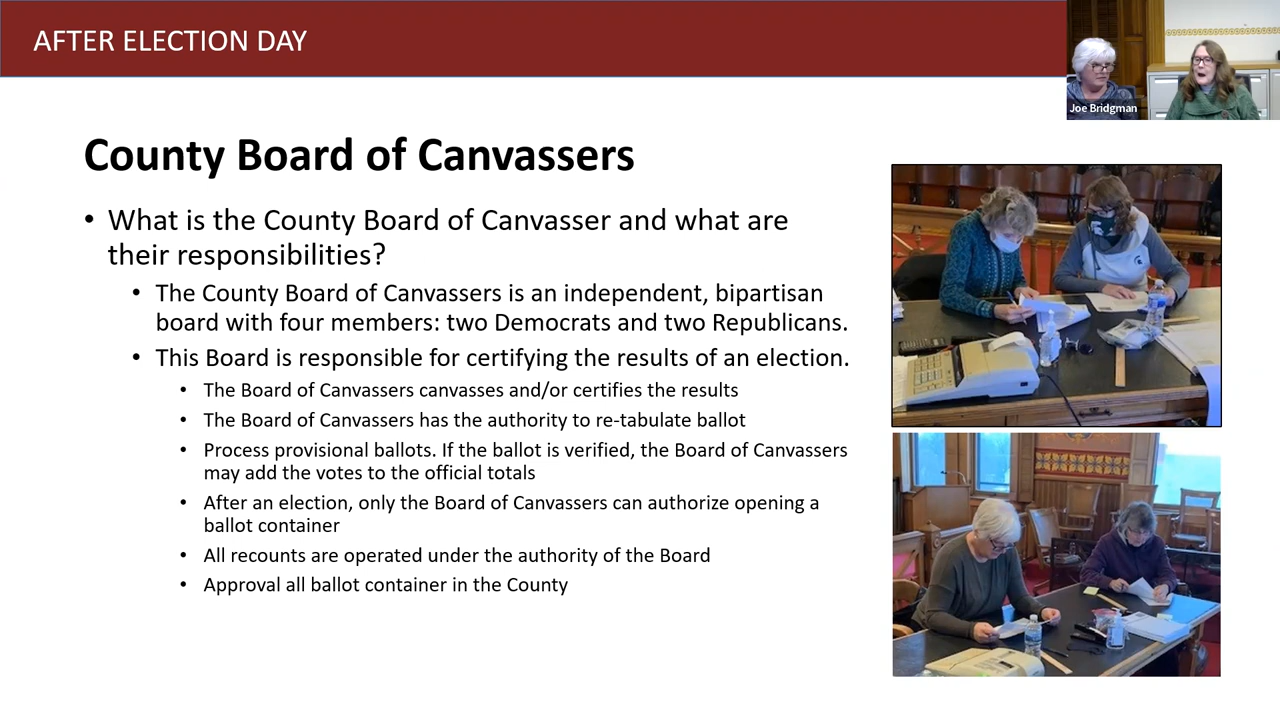 AFTER ELECTION DAY
Joe Bridgman
County Board of Canvassers
• What is the County Board of Canvasser and what are
their responsibilities?
• The County Board of Canvassers is an independent, bipartisan
board with four members: two Democrats and two Republicans.
• This Board is responsible for certifying the results of an election.
• The Board of Canvassers canvasses and/or certifies the results
• The Board of Canvassers has the authority to re-tabulate ballot
• Process provisional ballots. If the ballot is verified, the Board of Canvassers
may add the votes to the official totals
• After an election, only the Board of Canvassers can authorize opening a
ballot container
• All recounts are operated under the authority of the Board
• Approval all ballot container in the County